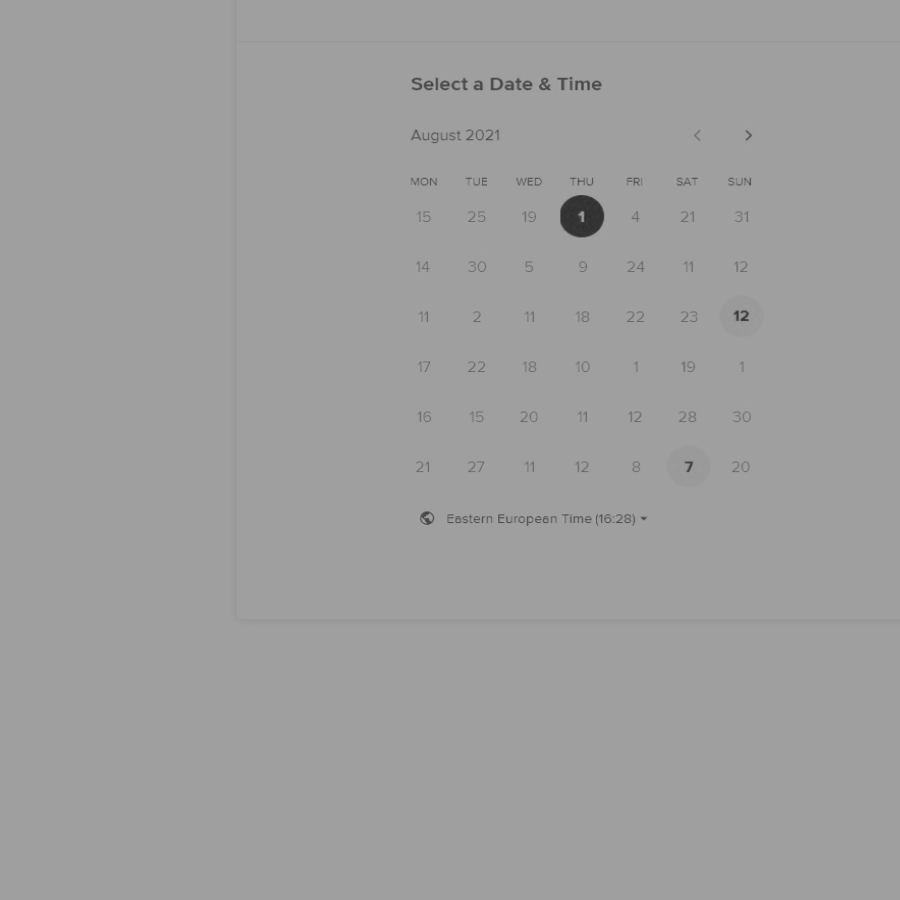 Select a Date & Time
August 2021
MON TUE WED THU FRI SAT SUN
15 25 19 1 4 21 31
14 30 5 9 24 11 12
11 2 11 18 22 23 12
17 22 18 10 1 19 1
16 15 20 11 12 28 30
21 27 11 12 8 7 20
Eastern European Time (16:28)